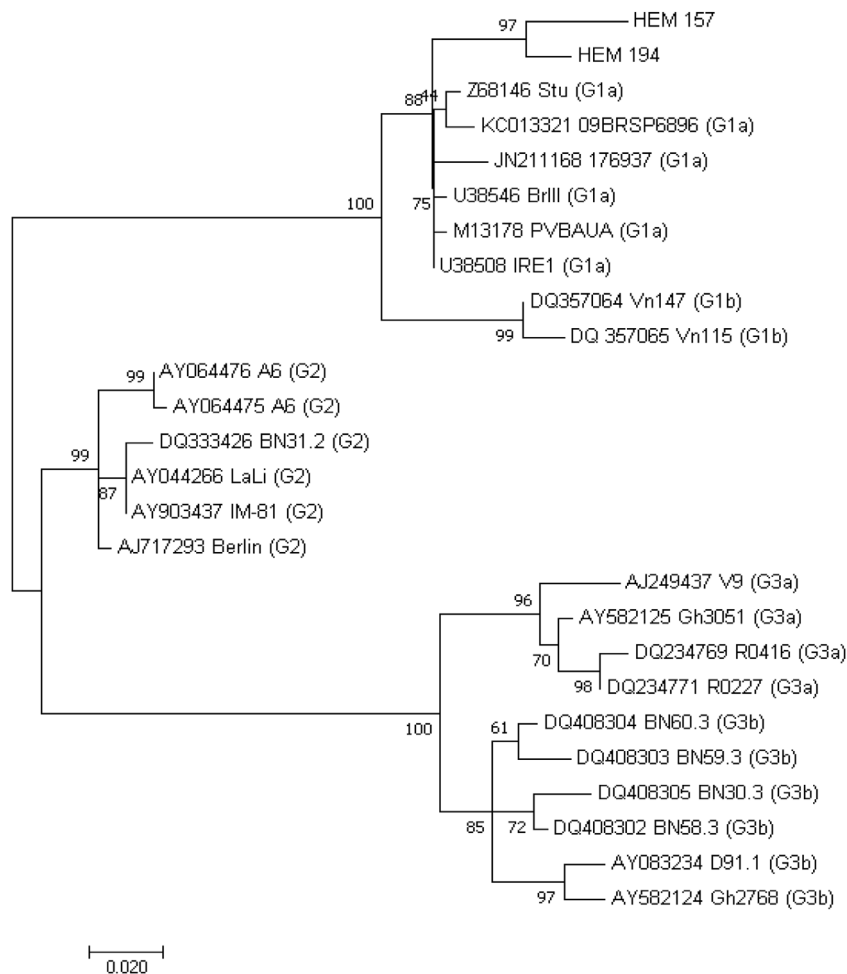 97
HEM 157
HEM 194
88
44
Z68146 Stu (G1a)
KC013321 09BRSP6896 (G1a)
JN211168 176937 (G1a)
100
75
U38546 BrIII (G1a)
M13178 PVBAUA (G1a)
U38508 IRE1 (G1a)
DQ357064 Vn147 (G1b)
99
DQ 357065 Vn115 (G1b)
99
AY064476 A6 (G2)
AY064475 A6 (G2)
99
DQ333426 BN31.2 (G2)
AY044266 LaLi (G2)
87
AY903437 IM-81 (G2)
AJ717293 Berlin (G2)
96
AJ249437 V9 (G3a)
AY582125 Gh3051 (G3a)
70
DQ234769 R0416 (G3a)
98
DQ234771 R0227 (G3a)
100
61
DQ408304 BN60.3 (G3b)
DQ408303 BN59.3 (G3b)
DQ408305 BN30.3 (G3b)
85
72
DQ408302 BN58.3 (G3b)
AY083234 D91.1 (G3b)
97
AY582124 Gh2768 (G3b)
0.020